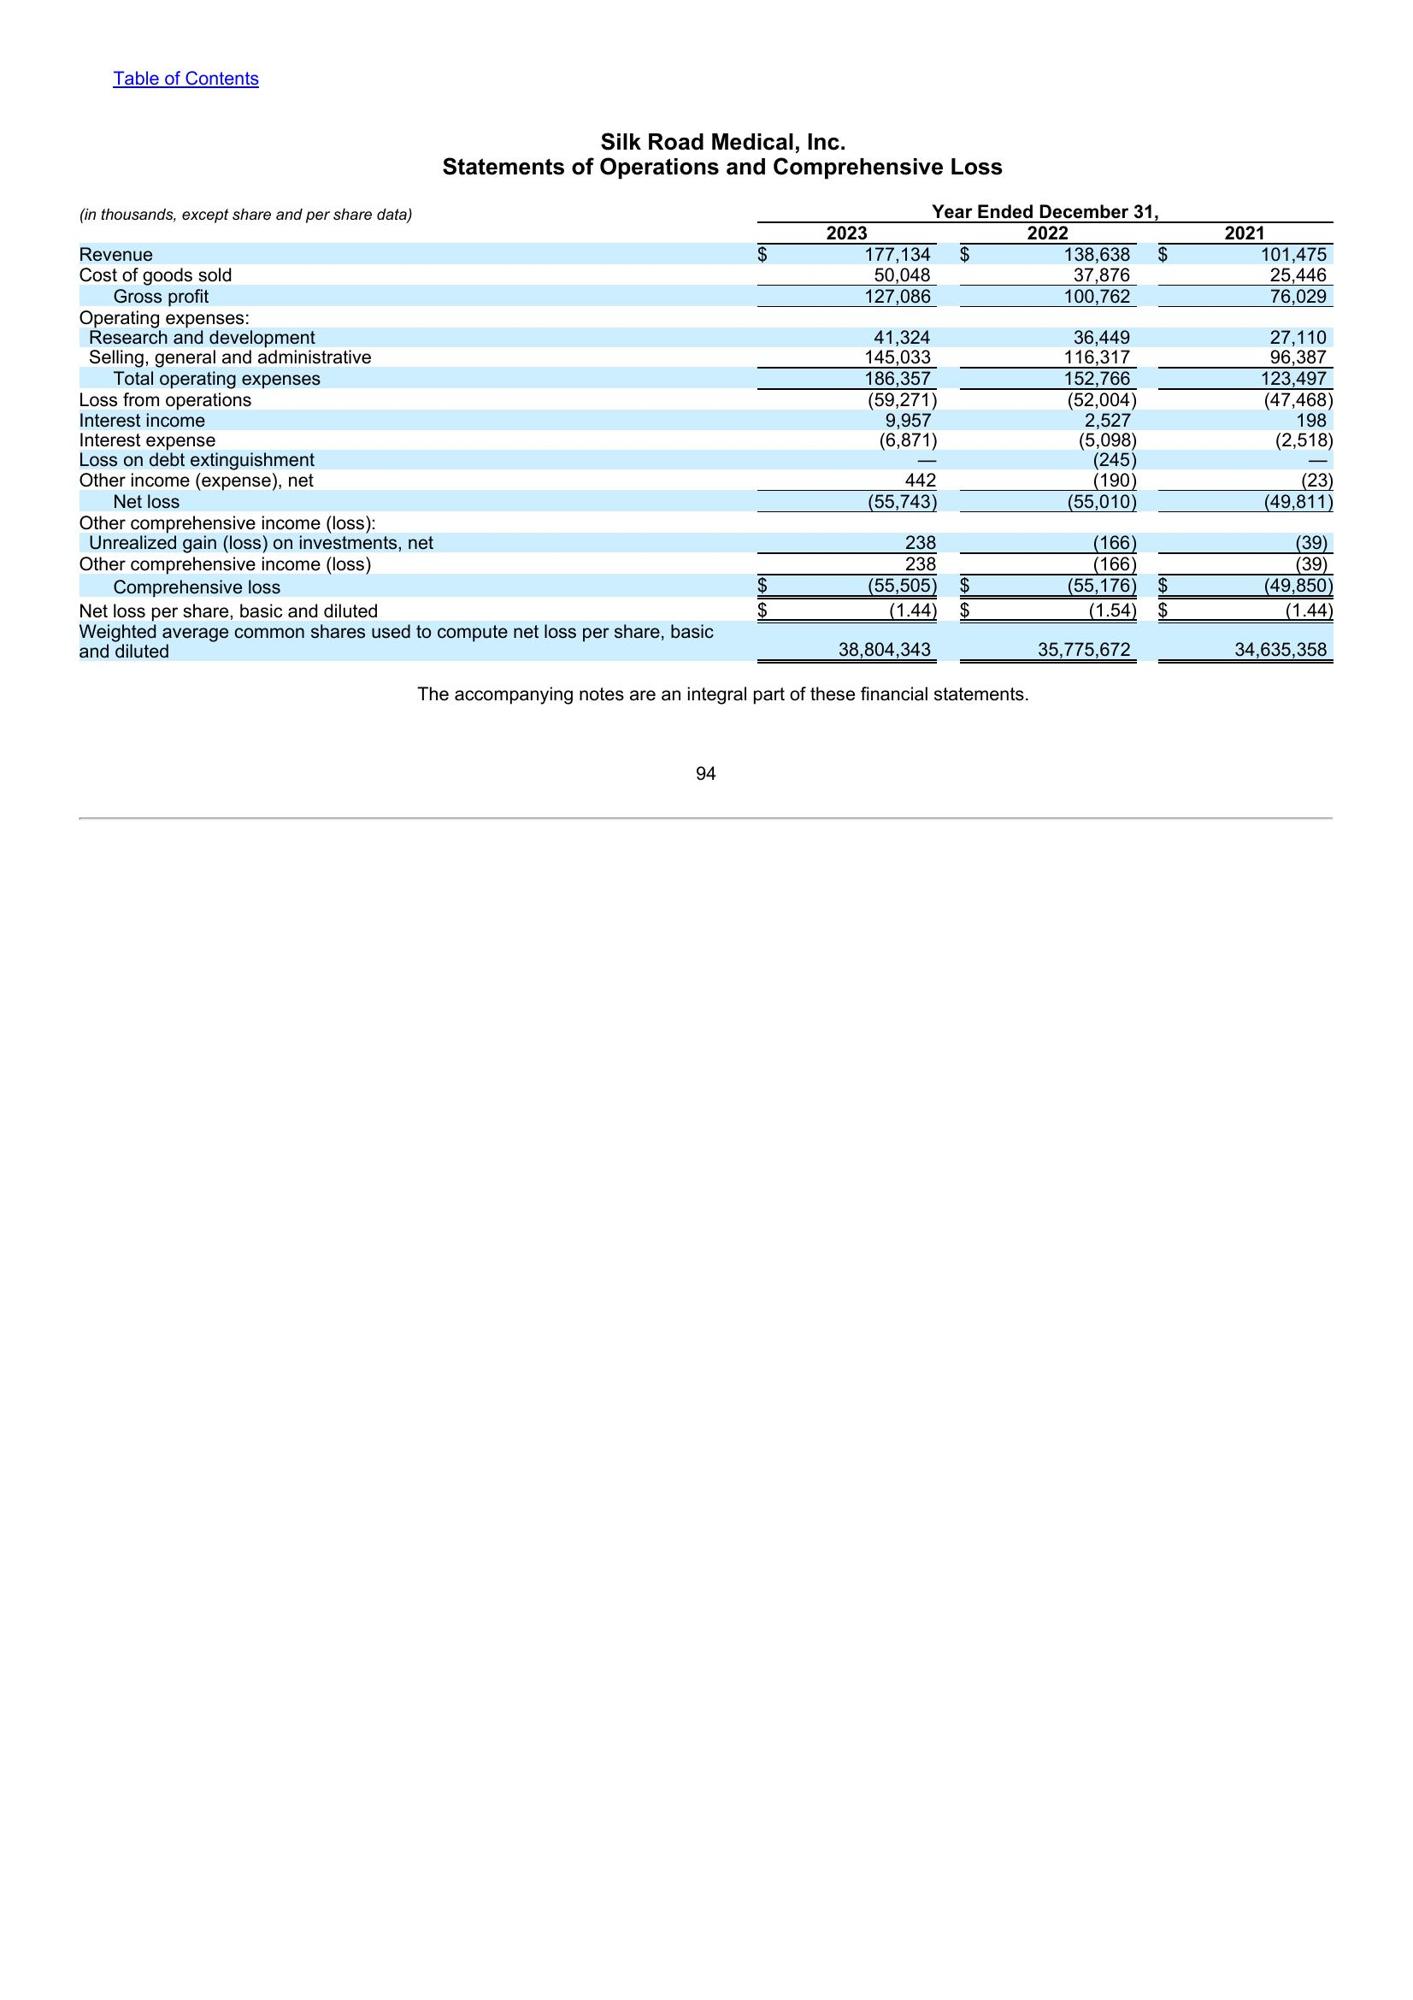 Table of Contents
Silk Road Medical, Inc.
Statements of Operations and Comprehensive Loss
(in thousands, except share and per share data) Year Ended December 31,
2023 2022 2021
Revenue $ 177,134 $ 138,638 $ 101,475
Cost of goods sold 50,048 37,876 25,446
Gross profit 127,086 100,762 76,029
Operating expenses:
Research and development 41,324 36,449 27,110
Selling, general and administrative 145,033 116,317 96,387
Total operating expenses 186,357 152,766 123,497
Loss from operations (59,271) (52,004) (47,468)
Interest income 9,957 2,527 198
Interest expense (6,871) (5,098) (2,518)
Loss on debt extinguishment — (245) —
Other income (expense), net 442 (190) (23)
Net loss (55,743) (55,010) (49,811)
Other comprehensive income (loss):
Unrealized gain (loss) on investments, net 238 (166) (39)
Other comprehensive income (loss) 238 (166) (39)
Comprehensive loss $ (55,505) $ (55,176) $ (49,850)
Net loss per share, basic and diluted $ (1.44) $ (1.54) $ (1.44)
Weighted average common shares used to compute net loss per share, basic
and diluted 38,804,343 35,775,672 34,635,358
The accompanying notes are an integral part of these financial statements.
94